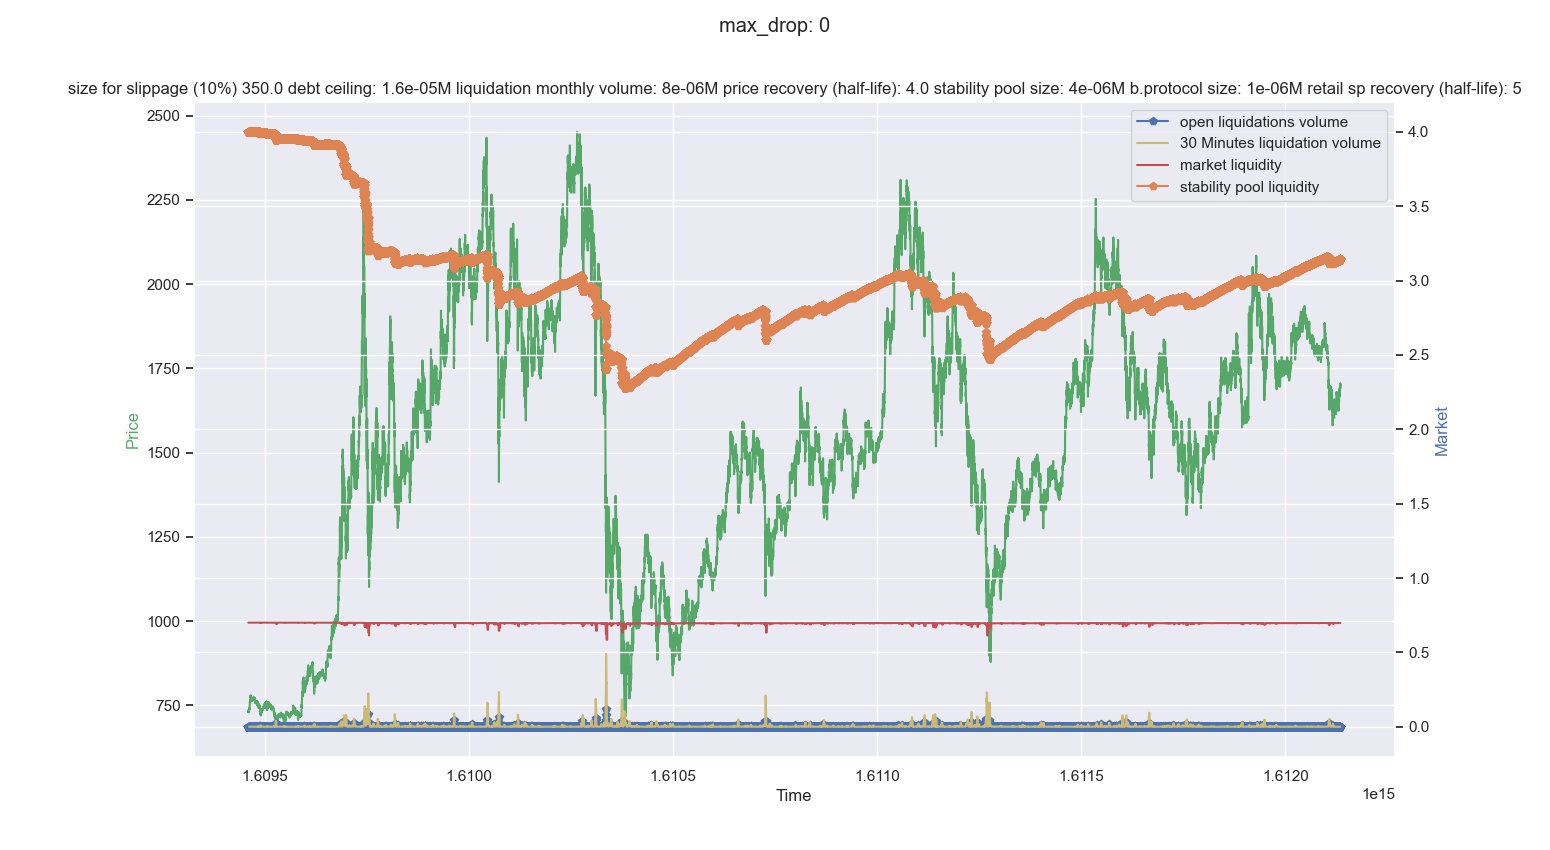 max_drop: 0
size for slippage (10%) 350.0 debt ceiling: 1.6e-05M liquidation monthly volume: 8e-06M price recovery (half-life): 4.0 stability pool size: 4e-06M b.protocol size: 1e-06M retail sp recovery (half-life): 5
open liquidations volume
30 Minutes liquidation volume
market liquidity
stability pool liquidity
2500
2250
2000
1750
1500
1250
1000
750
Price
4.0
3.5
3.0
2.5
2.0
1.5
1.0
0.5
0.0
Market
1.6095 1.6100 1.6105 1.6110 1.6115 1.6120
1e15
Time